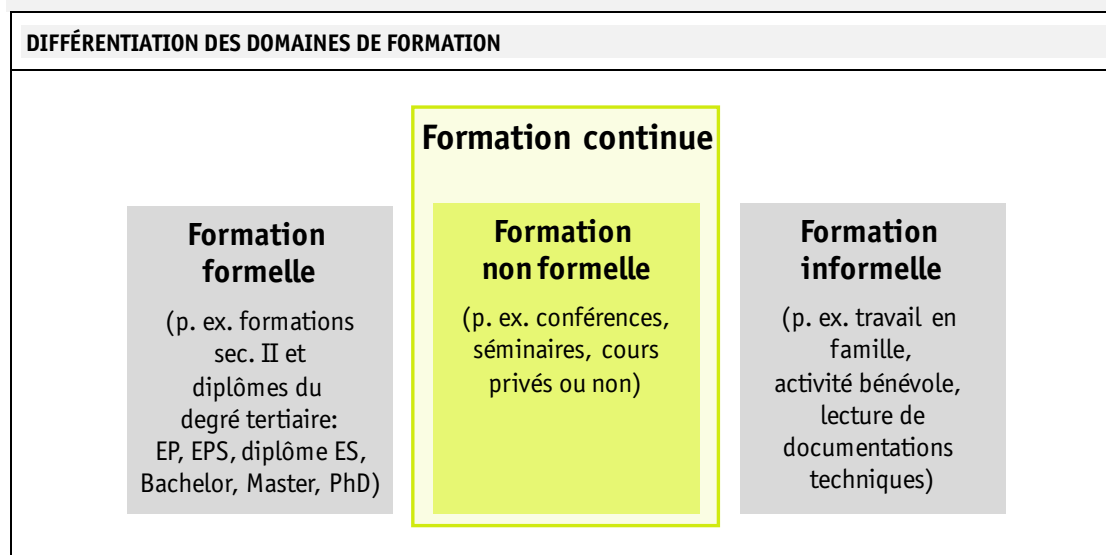 DIFFÉRENTIATION DES DOMAINES DE FORMATION
Formation continue
Formation
formelle
(p. ex. formations
sec. II et
diplômes du
degré tertiaire:
EP, EPS, diplôme ES,
Bachelor, Master, PhD)
Formation
non formelle
(p. ex. conférences,
séminaires, cours
privés ou non)
Formation
informelle
(p. ex. travail en
famille,
activité bénévole,
lecture de
documentations
techniques)